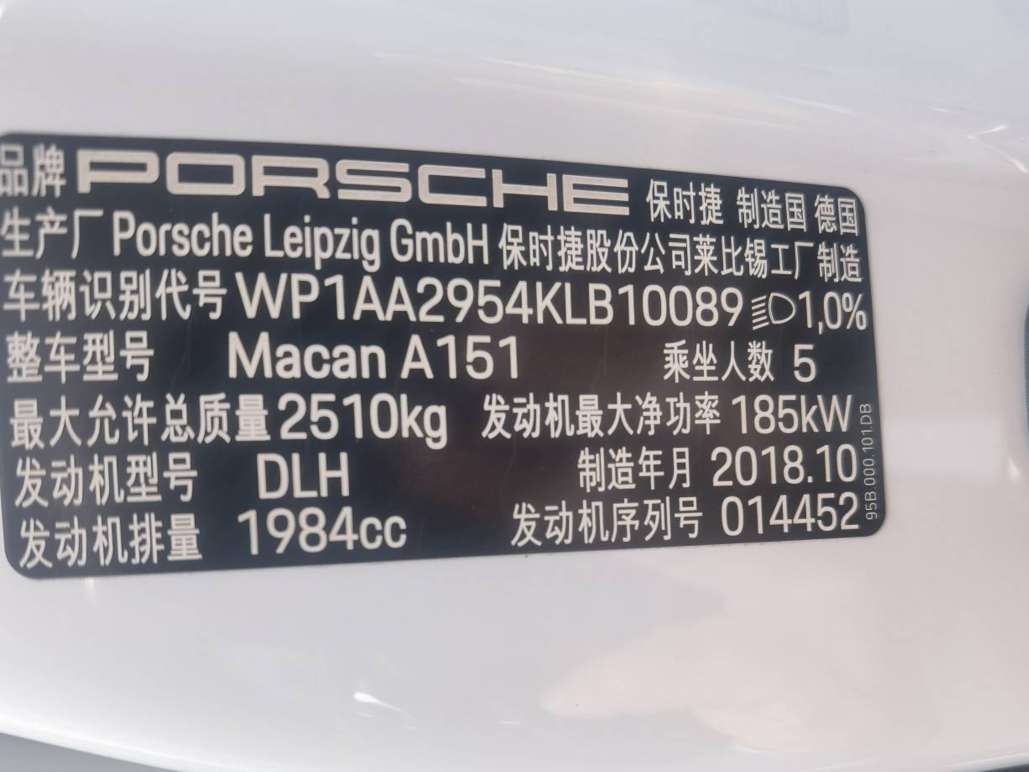 品牌 PORSCHE 保时捷 制造国 德国
生产厂 Porsche Leipzig GmbH 保时捷股份公司莱比锡工厂制造
车辆识别代号 WP1AA2954KLB10089 1,0%
整车型号 Macan A151 乘坐人数 5
最大允许总质量 2510kg 发动机最大净功率 185kW
发动机型号 DLH 制造年月 2018.10
发动机排量 1984cc 发动机序列号 014452
95B.000.101.DB